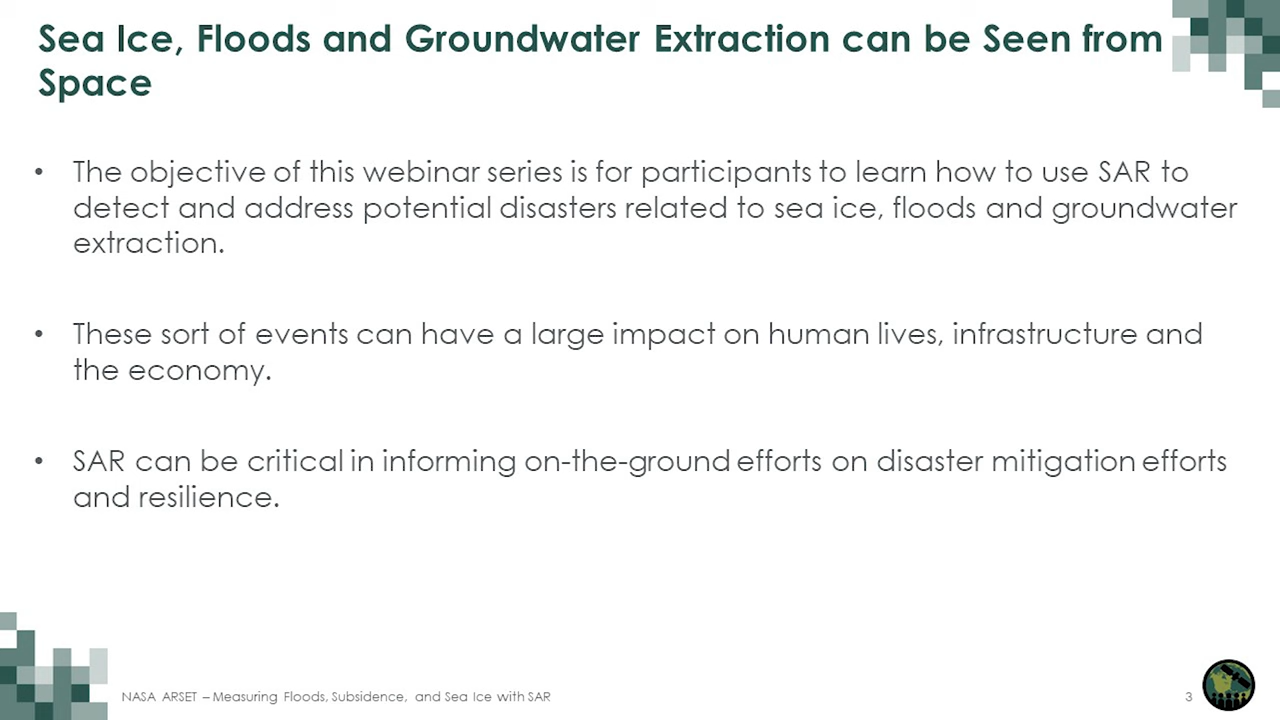 Sea Ice, Floods and Groundwater Extraction can be Seen from
Space
• The objective of this webinar series is for participants to learn how to use SAR to
detect and address potential disasters related to sea ice, floods and groundwater
extraction.
• These sort of events can have a large impact on human lives, infrastructure and
the economy.
• SAR can be critical in informing on-the-ground efforts on disaster mitigation efforts
and resilience.
NASA ARSET – Measuring Floods, Subsidence, and Sea Ice with SAR
3